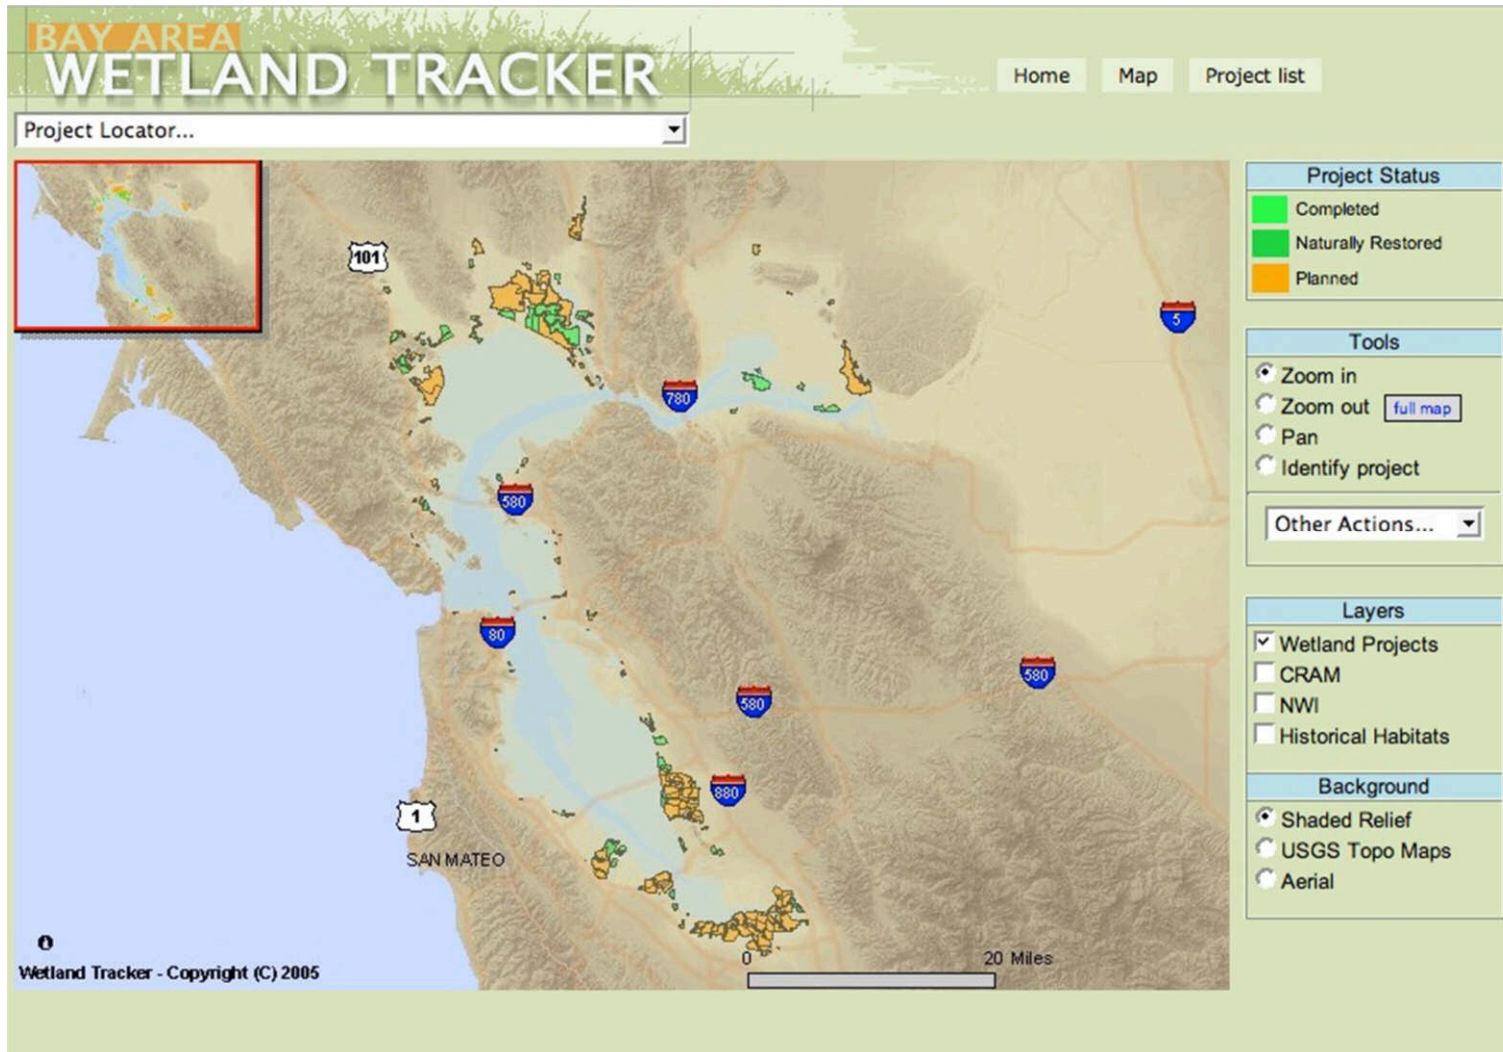 BAY AREA
WETLAND TRACKER
Home
Map
Project list
Project Locator...
101
5
780
580
80
580
580
880
1
SAN MATEO
0
20 Miles
Wetland Tracker - Copyright (C) 2005
Project Status
Completed
Naturally Restored
Planned
Tools
Zoom in
Zoom out
full map
Pan
Identify project
Other Actions...
Layers
Wetland Projects
CRAM
NWI
Historical Habitats
Background
Shaded Relief
USGS Topo Maps
Aerial